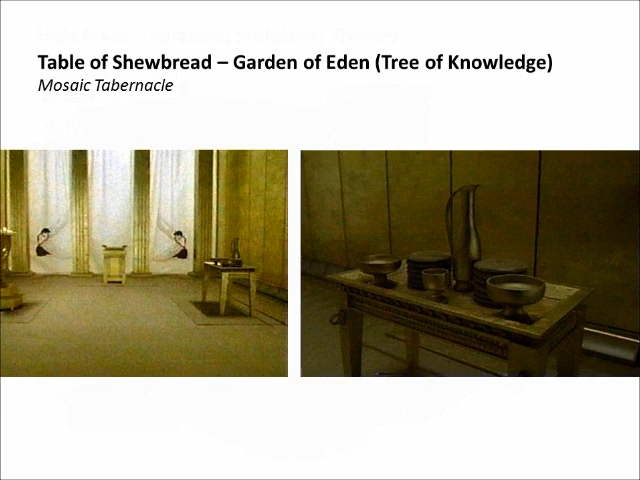 Table of Shewbread – Garden of Eden (Tree of Knowledge)
Mosaic Tabernacle